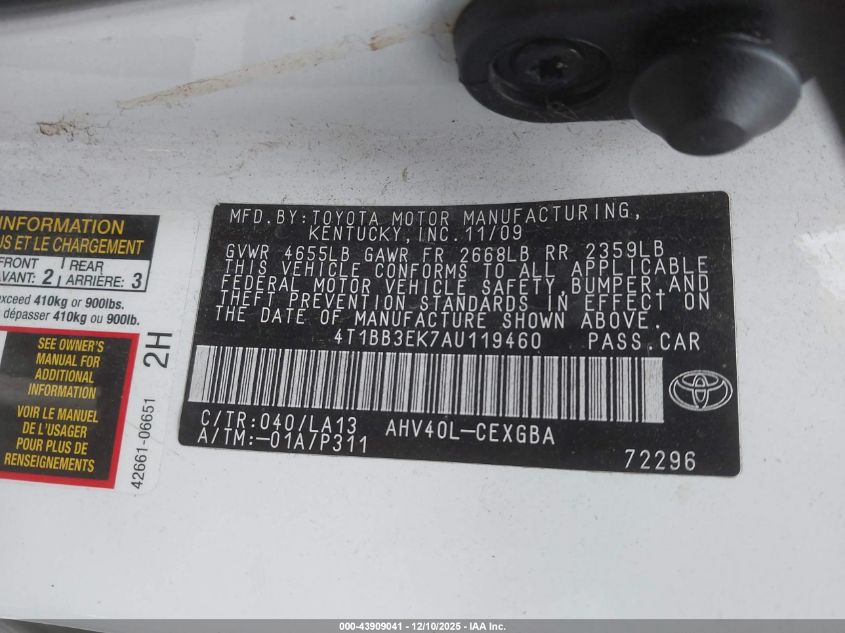 INFORMATION
US ET LE CHARGEMENT
FRONT
AVANT: 2
REAR
ARRIÈRE: 3
exceed 410kg or 900lbs.
dépasser 410kg ou 900lb.
SEE OWNER'S
MANUAL FOR
ADDITIONAL
INFORMATION
VOIR LE MANUEL
DE L'USAGER
POUR PLUS DE
RENSEIGNEMENTS
2H
42661-06651
MFD. BY: TOYOTA MOTOR MANUFACTURING,
KENTUCKY, INC. 11/09
GVWR 4655LB GAWR FR 2668LB RR 2359LB
THIS VEHICLE CONFORMS TO ALL APPLICABLE
FEDERAL MOTOR VEHICLE SAFETY, BUMPER, AND
THEFT PREVENTION STANDARDS IN EFFECT ON
THE DATE OF MANUFACTURE SHOWN ABOVE.
4T1BB3EK7AU119460 PASS. CAR
C/TR: 040/LA13 AHV40L-CEXGBA
A/TM:-01A/P311
72296
000-43909041 - 12/10/2025 - IAA Inc.